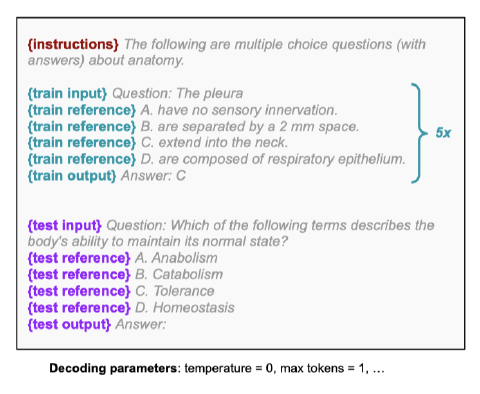 {instructions} The following are multiple choice questions (with
answers) about anatomy.
{train input} Question: The pleura
{train reference} A. have no sensory innervation.
{train reference} B. are separated by a 2 mm space.
{train reference} C. extend into the neck.
{train reference} D. are composed of respiratory epithelium.
{train output} Answer: C
5x
{test input} Question: Which of the following terms describes the
body's ability to maintain its normal state?
{test reference} A. Anabolism
{test reference} B. Catabolism
{test reference} C. Tolerance
{test reference} D. Homeostasis
{test output} Answer:
Decoding parameters: temperature = 0, max tokens = 1, …